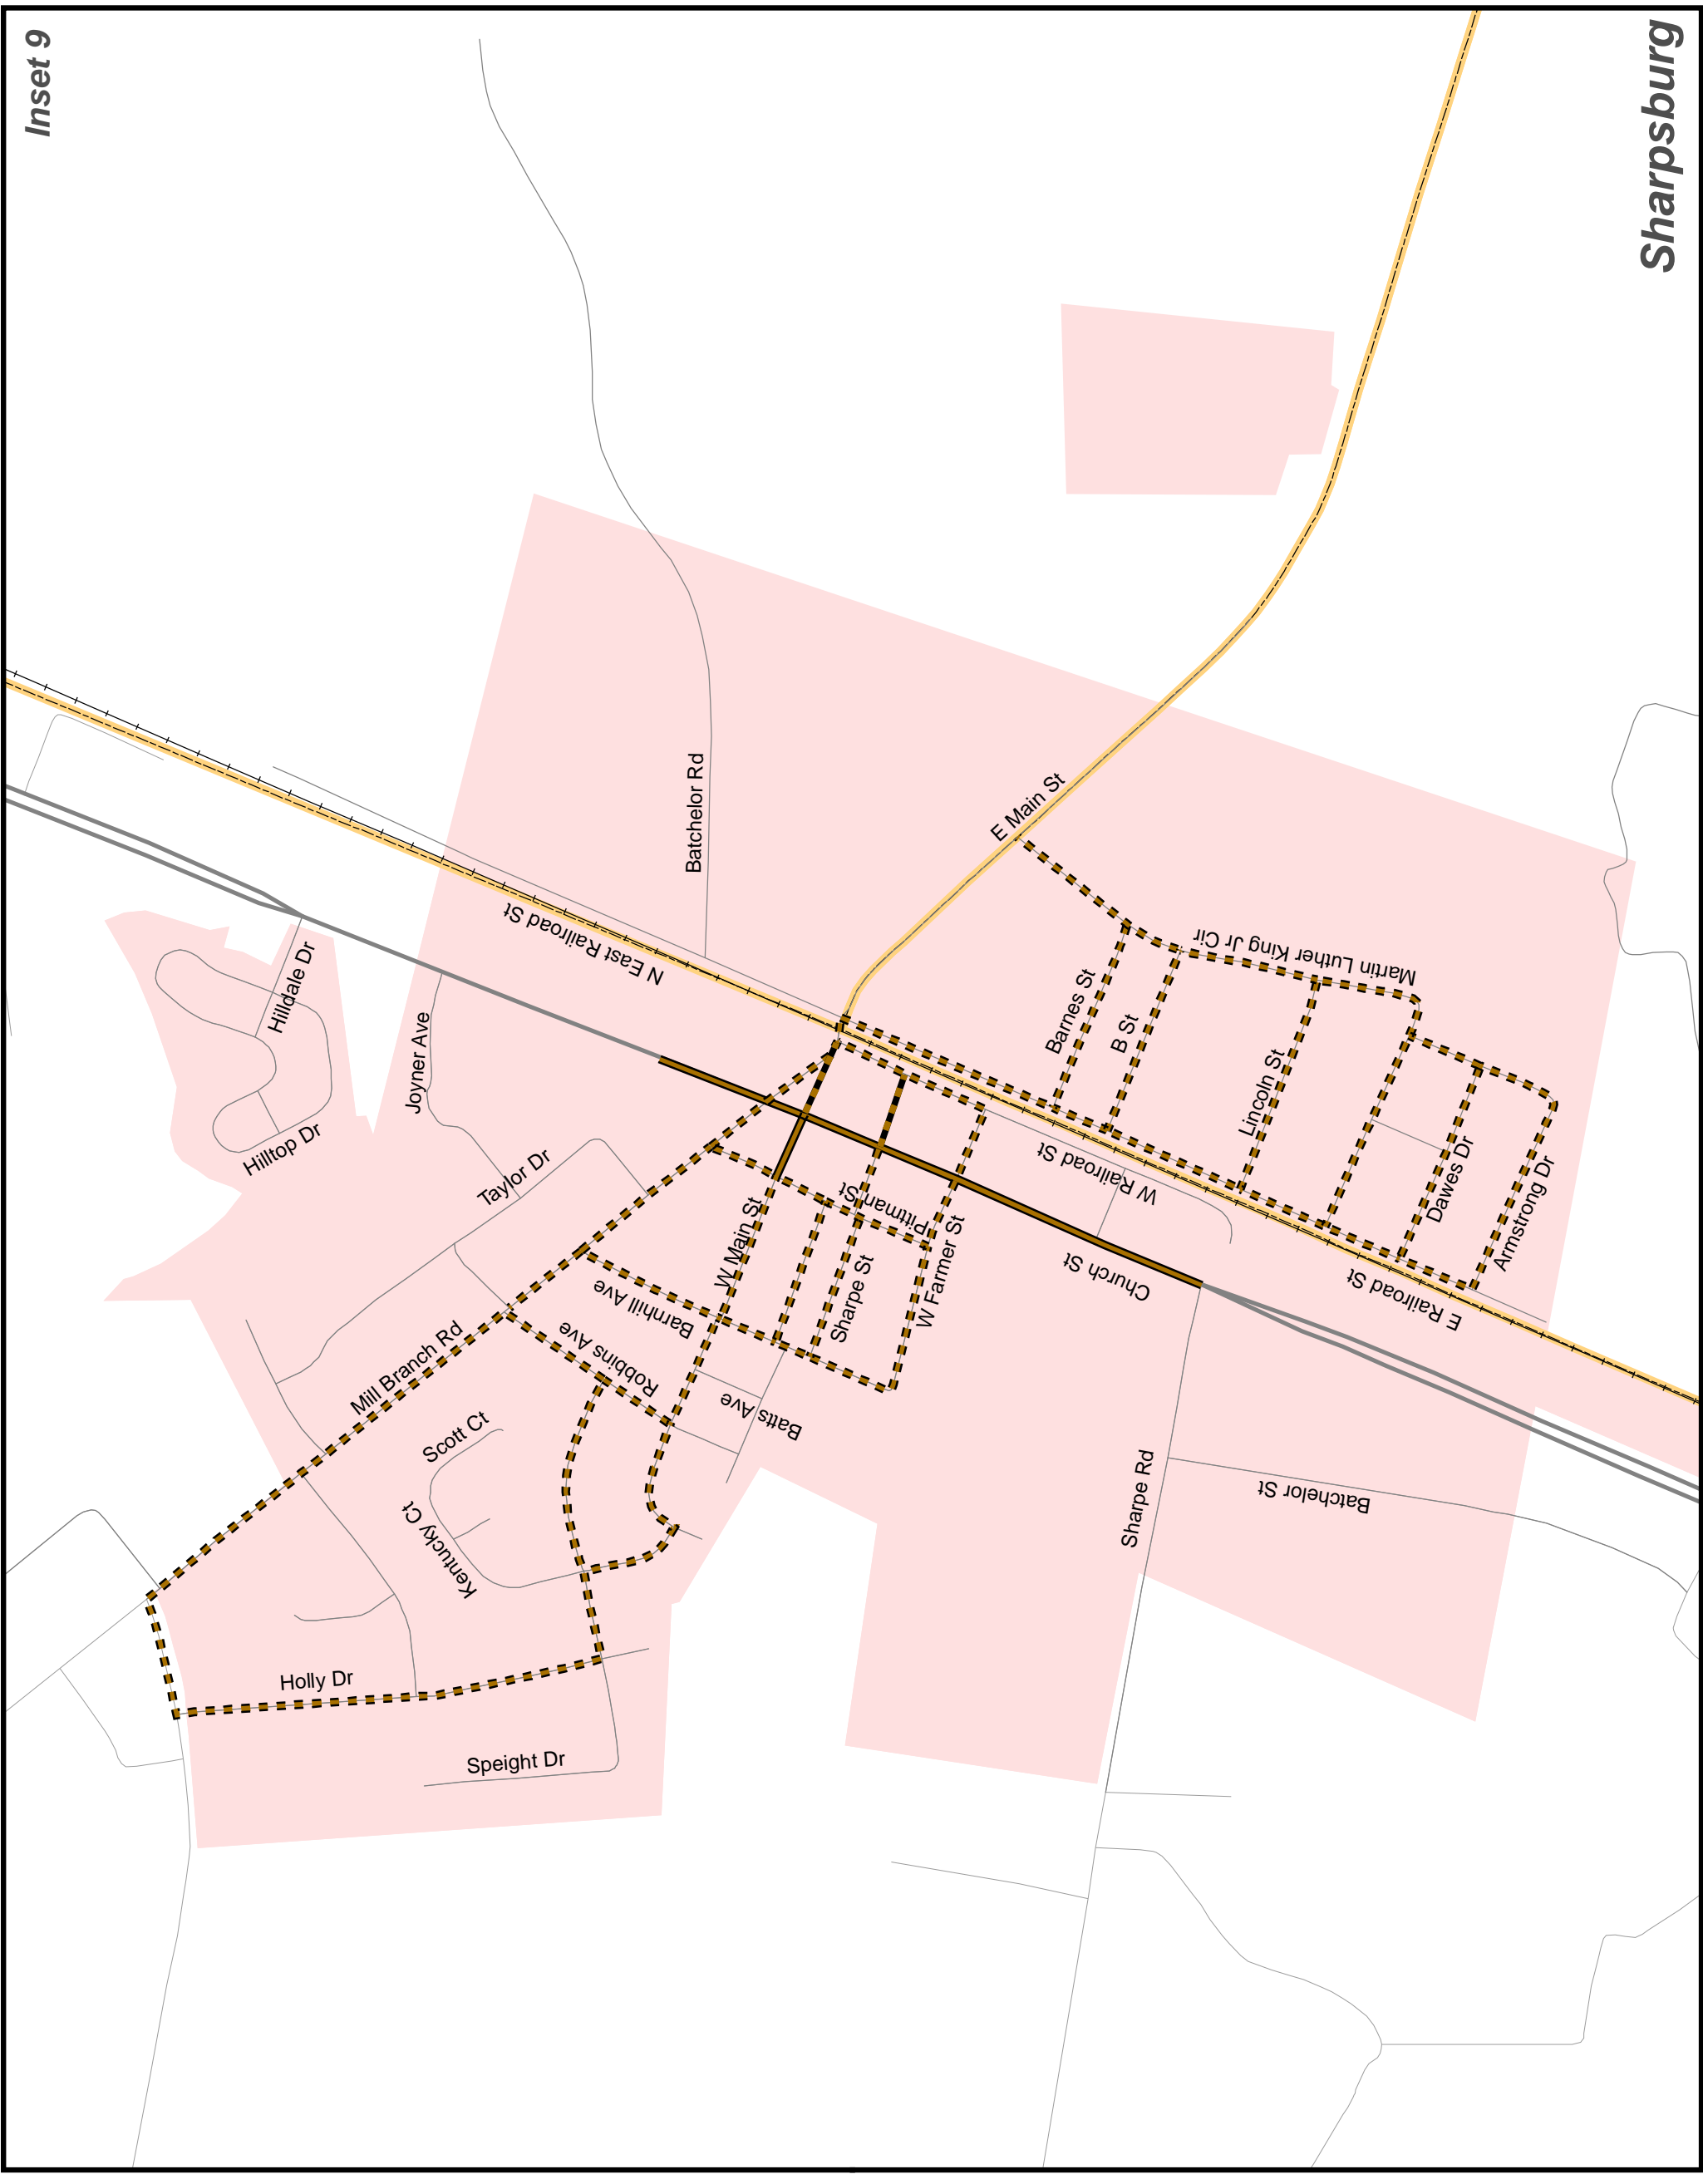 Inset 9
Sharpsburg
Batchelor Rd
E Main St
N East Railroad St
Martin Luther King Jr Cir
Hilldale Dr
Barnes St
B St
Joyner Ave
Lincoln St
Hilltop Dr
Taylor Dr
W Railroad St
Dawes Dr
Armstrong Dr
Pittman St
W Main St
W Farmer St
Church St
E Railroad St
Sharpe St
Barnhill Ave
Mill Branch Rd
Robbins Ave
Batts Ave
Scott Ct
Sharpe Rd
Batchelor St
Kentucky Ct
Holly Dr
Speight Dr